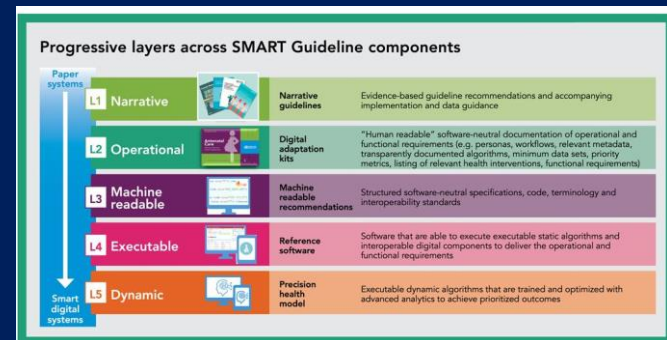 Progressive layers across SMART Guideline components
Paper
systems
L1 Narrative
Narrative
guidelines
Evidence-based guideline recommendations and accompanying
implementation and data guidance
L2 Operational
Digital
adaptation
kits
"Human readable" software-neutral documentation of operational and
functional requirements (e.g. personas, workflows, relevant metadata,
transparently documented algorithms, minimum data sets, priority
metrics, listing of relevant health interventions, functional requirements)
L3 Machine
readable
Machine
readable
recommendations
Structured software-neutral specifications, code, terminology and
interoperability standards
L4 Executable
Reference
software
Software that are able to execute executable static algorithms and
interoperable digital components to deliver the operational and
functional requirements
L5 Dynamic
Precision
health
model
Executable dynamic algorithms that are trained and optimized with
advanced analytics to achieve prioritized outcomes
Smart
digital
systems